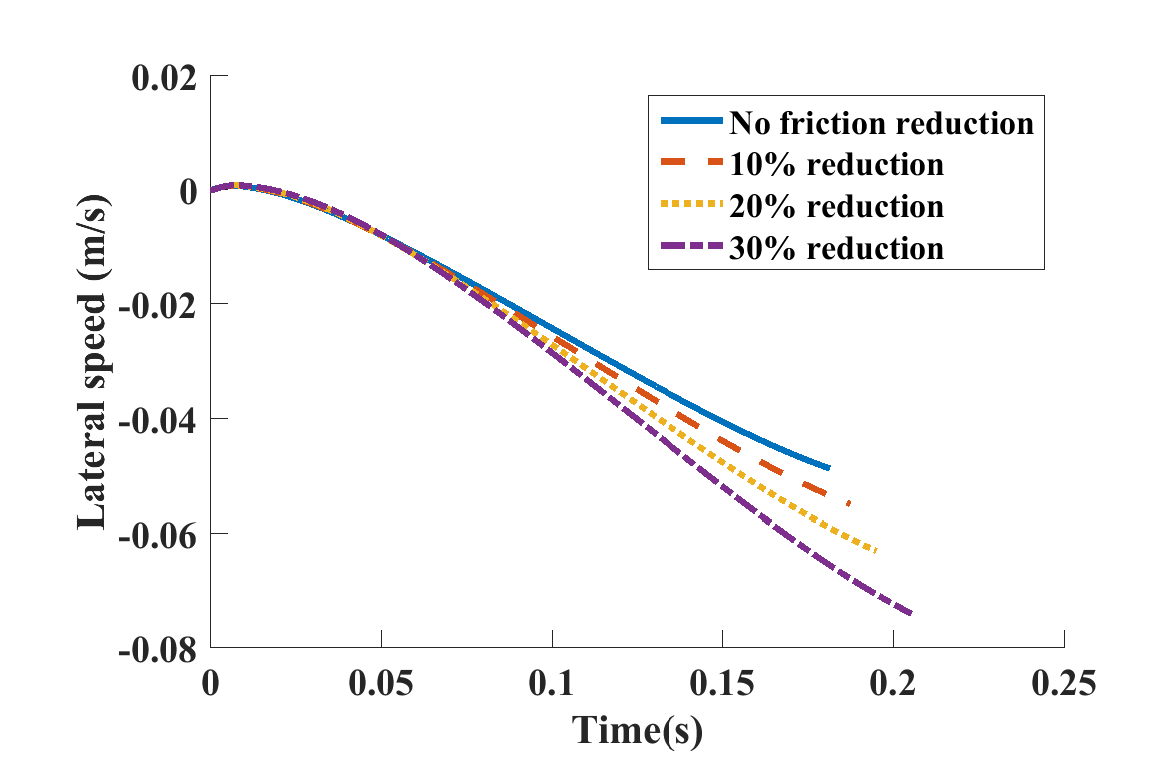 0.02
0
-0.02
-0.04
-0.06
-0.08
Lateral speed (m/s)
No friction reduction
10% reduction
20% reduction
30% reduction
0 0.05 0.1 0.15 0.2 0.25
Time(s)